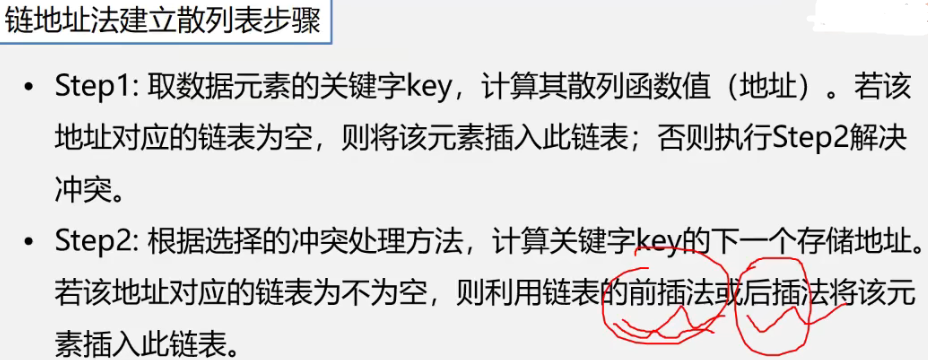 链地址法建立散列表步骤
• Step1: 取数据元素的关键字key，计算其散列函数值（地址）。若该
地址对应的链表为空，则将该元素插入此链表；否则执行Step2解决
冲突。
• Step2: 根据选择的冲突处理方法，计算关键字key的下一个存储地址。
若该地址对应的链表为不为空，则利用链表的前插法或后插法将该元
素插入此链表。